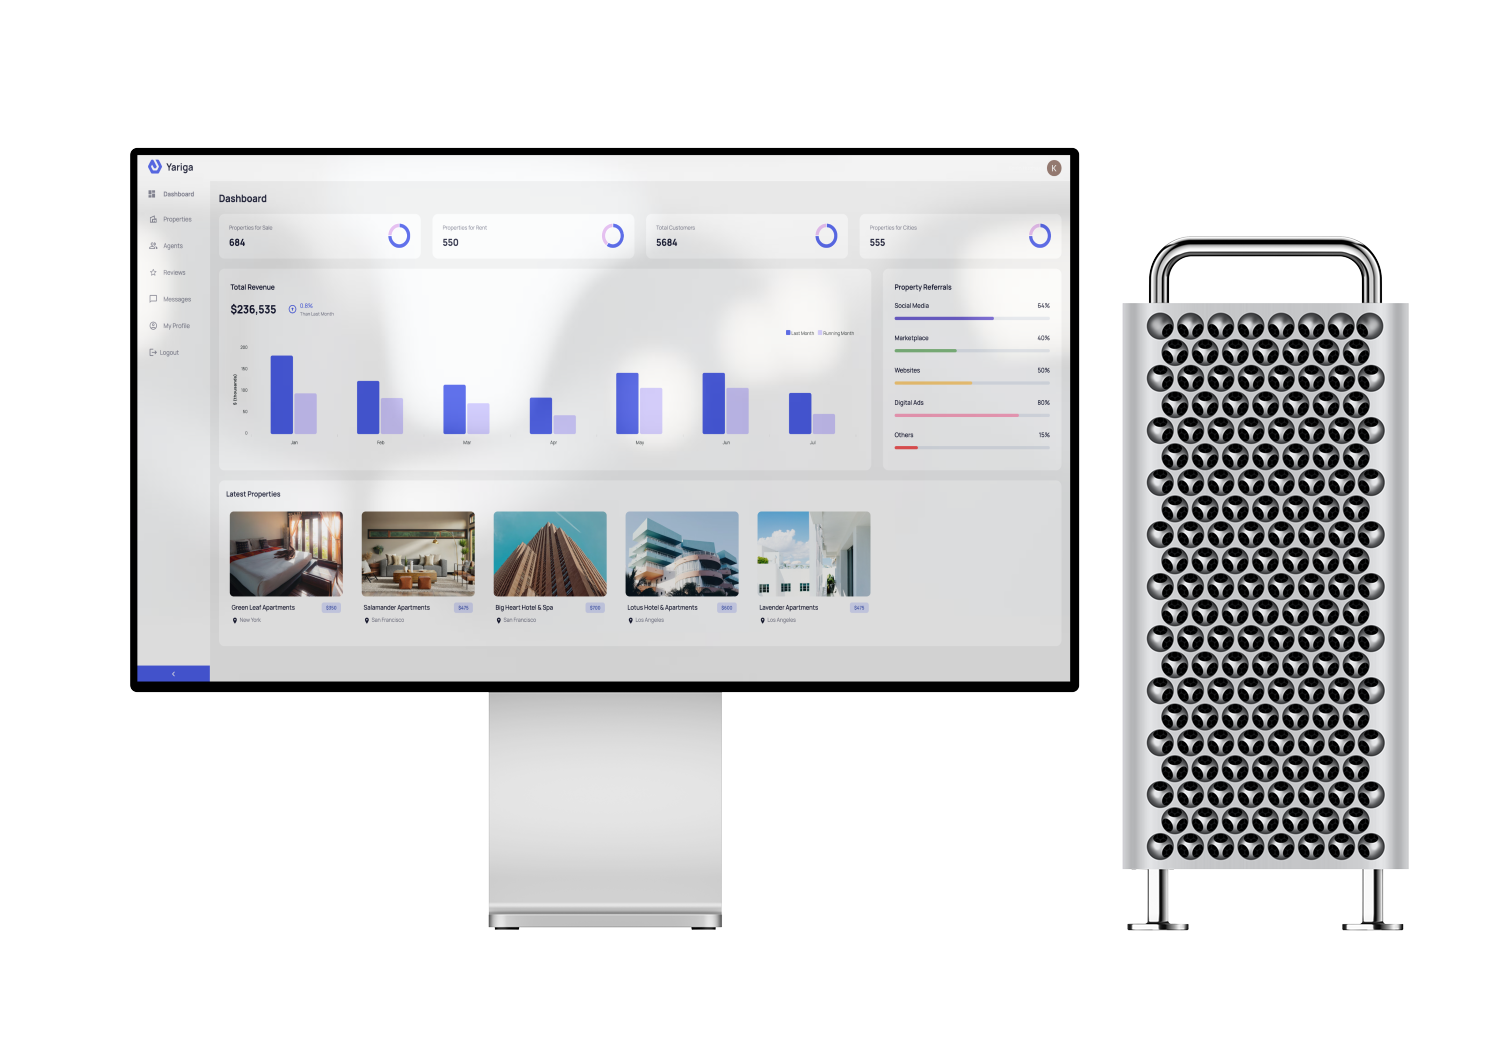 Yariga
K
Dashboard
Properties
Agents
Reviews
Messages
My Profile
Logout
Dashboard
Properties for Sale
684
Properties for Rent
550
Total Customers
5684
Properties for Cities
555
Total Revenue
$236,535
0.8%
Than Last Month
Last Month
Running Month
$ (thousands)
200
150
100
50
0
Jan
Feb
Mar
Apr
May
Jun
Jul
Property Referrals
Social Media 64%
Marketplace 40%
Websites 50%
Digital Ads 80%
Others 15%
Latest Properties
Green Leaf Apartments $350
New York
Salamander Apartments $475
San Francisco
Big Heart Hotel & Spa $700
San Francisco
Lotus Hotel & Apartments $600
Los Angeles
Lavender Apartments $475
Los Angeles